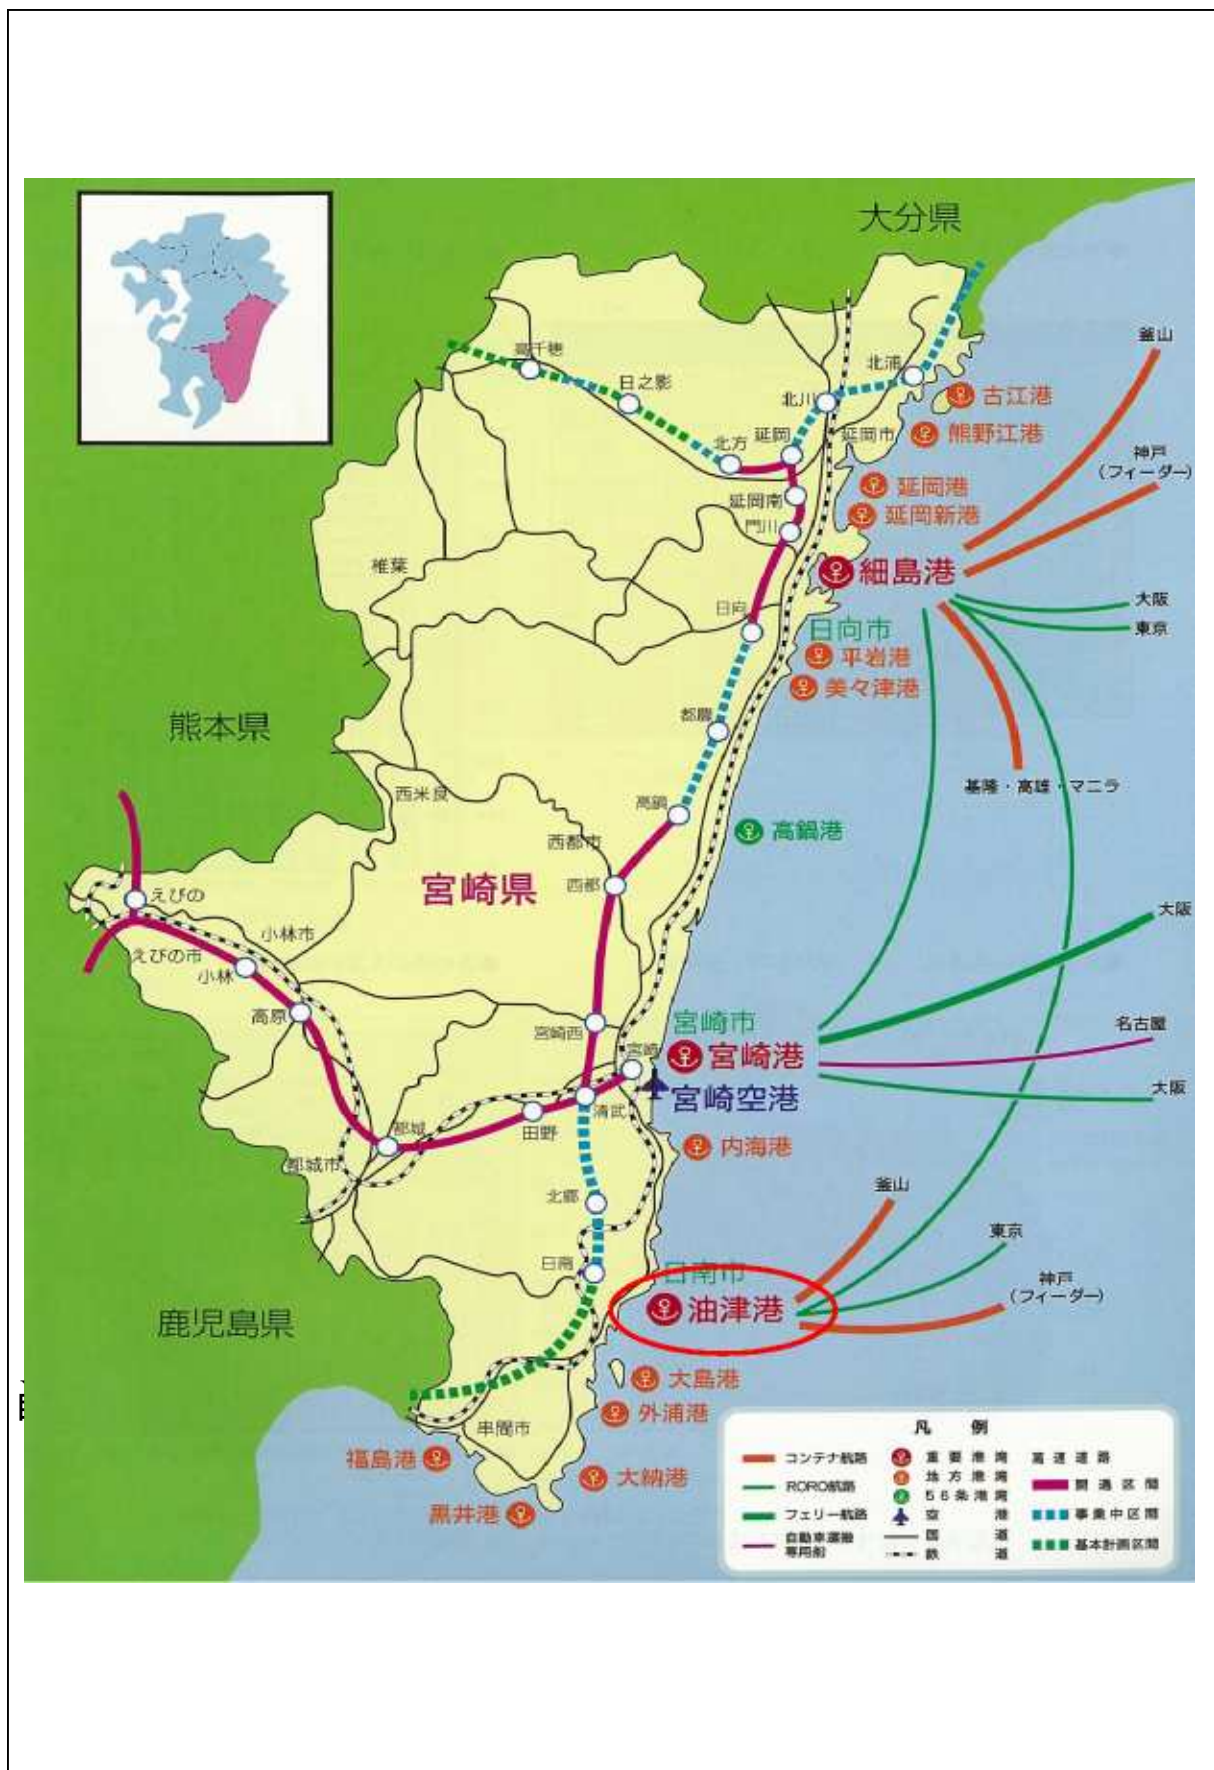 大分県
釜山
高千穂
北浦
日之影
古江港
北川
延岡
延岡市
熊野江港
北方
神戸
(フィーダー)
延岡港
延岡南
延岡新港
門川
椎葉
細島港
大阪
日向
東京
日向市
平岩港
美々津港
都農
熊本県
基隆・高雄・マニラ
西米良
高鍋
高鍋港
西都市
宮崎県
西都
えびの
大阪
小林市
えびの市
小林
高原
宮崎市
名古屋
宮崎西
宮崎
宮崎港
大阪
宮崎空港
清武
田野
都城
内海港
都城市
釜山
北郷
東京
日南
日南市
神戸
(フィーダー)
油津港
鹿児島県
大島港
外浦港
串間市
福島港
大納港
黒井港
凡 例
コンテナ航路
RORO航路
フェリー航路
自動車運搬
専用船
重要港湾
地方港湾
56条港湾
空 港
国 道
鉄 道
高速道路
開通区間
事業中区間
基本計画区間